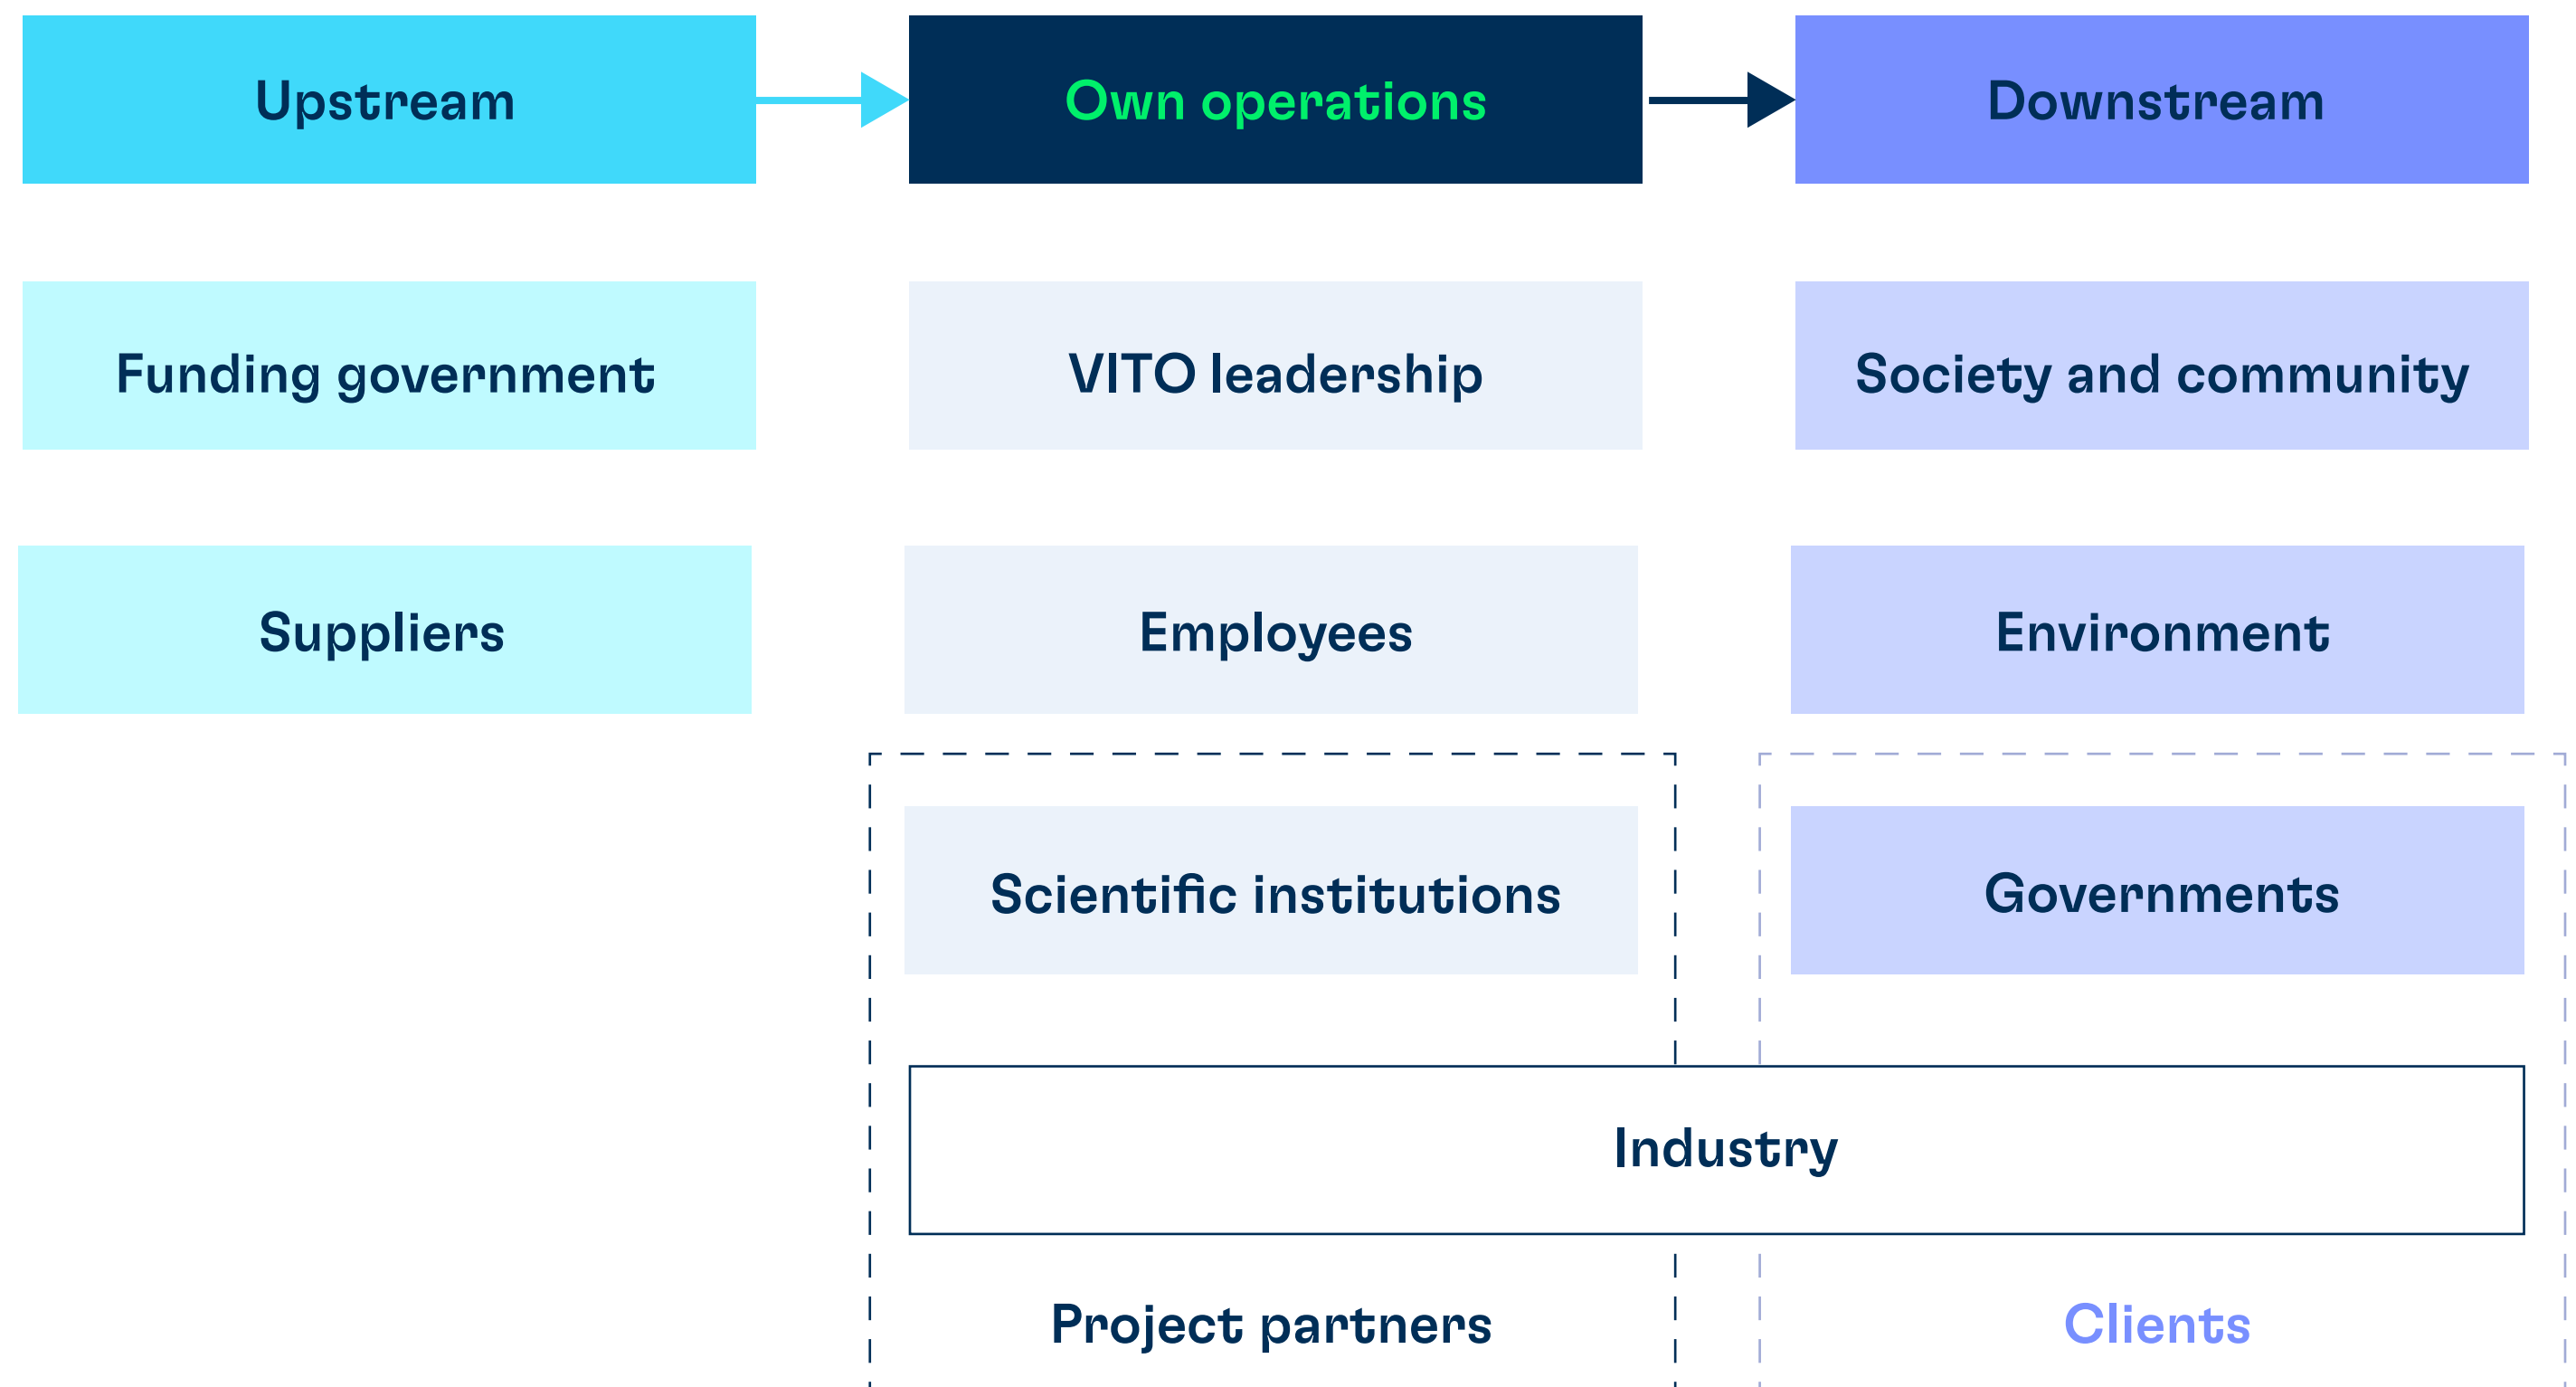 Upstream
Own operations
Downstream
Funding government
VITO leadership
Society and community
Suppliers
Employees
Environment
Scientific institutions
Governments
Industry
Project partners
Clients